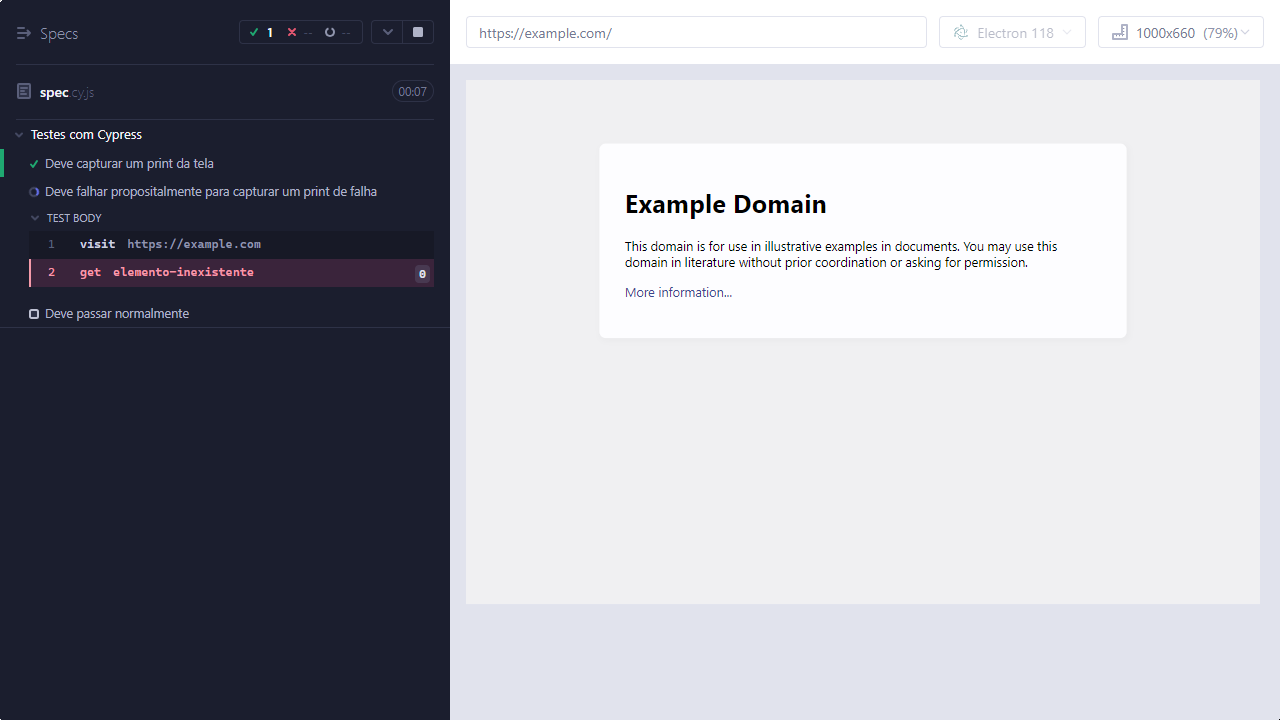 Specs
1 -- --
spec.cy.js 00:07
Testes com Cypress
Deve capturar um print da tela
Deve falhar propositalmente para capturar um print de falha
TEST BODY
1 visit https://example.com
2 get elemento-inexistente 0
Deve passar normalmente
https://example.com/
Electron 118
1000x660 (79%)
Example Domain
This domain is for use in illustrative examples in documents. You may use this
domain in literature without prior coordination or asking for permission.
More information...